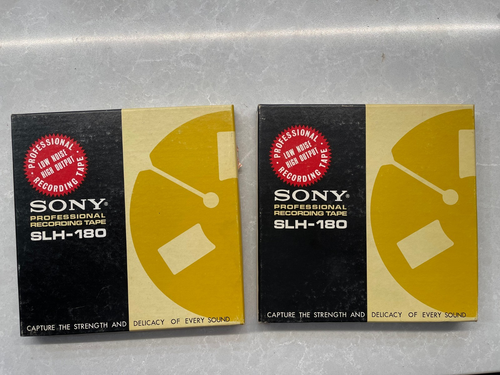 PROFESSIONAL
LOW NOISE
HIGH OUTPUT
RECORDING TAPE
SONY®
PROFESSIONAL
RECORDING TAPE
SLH-180
CAPTURE THE STRENGTH AND DELICACY OF EVERY SOUND
PROFESSIONAL
LOW NOISE
HIGH OUTPUT
RECORDING TAPE
SONY®
PROFESSIONAL
RECORDING TAPE
SLH-180
CAPTURE THE STRENGTH AND DELICACY OF EVERY SOUND